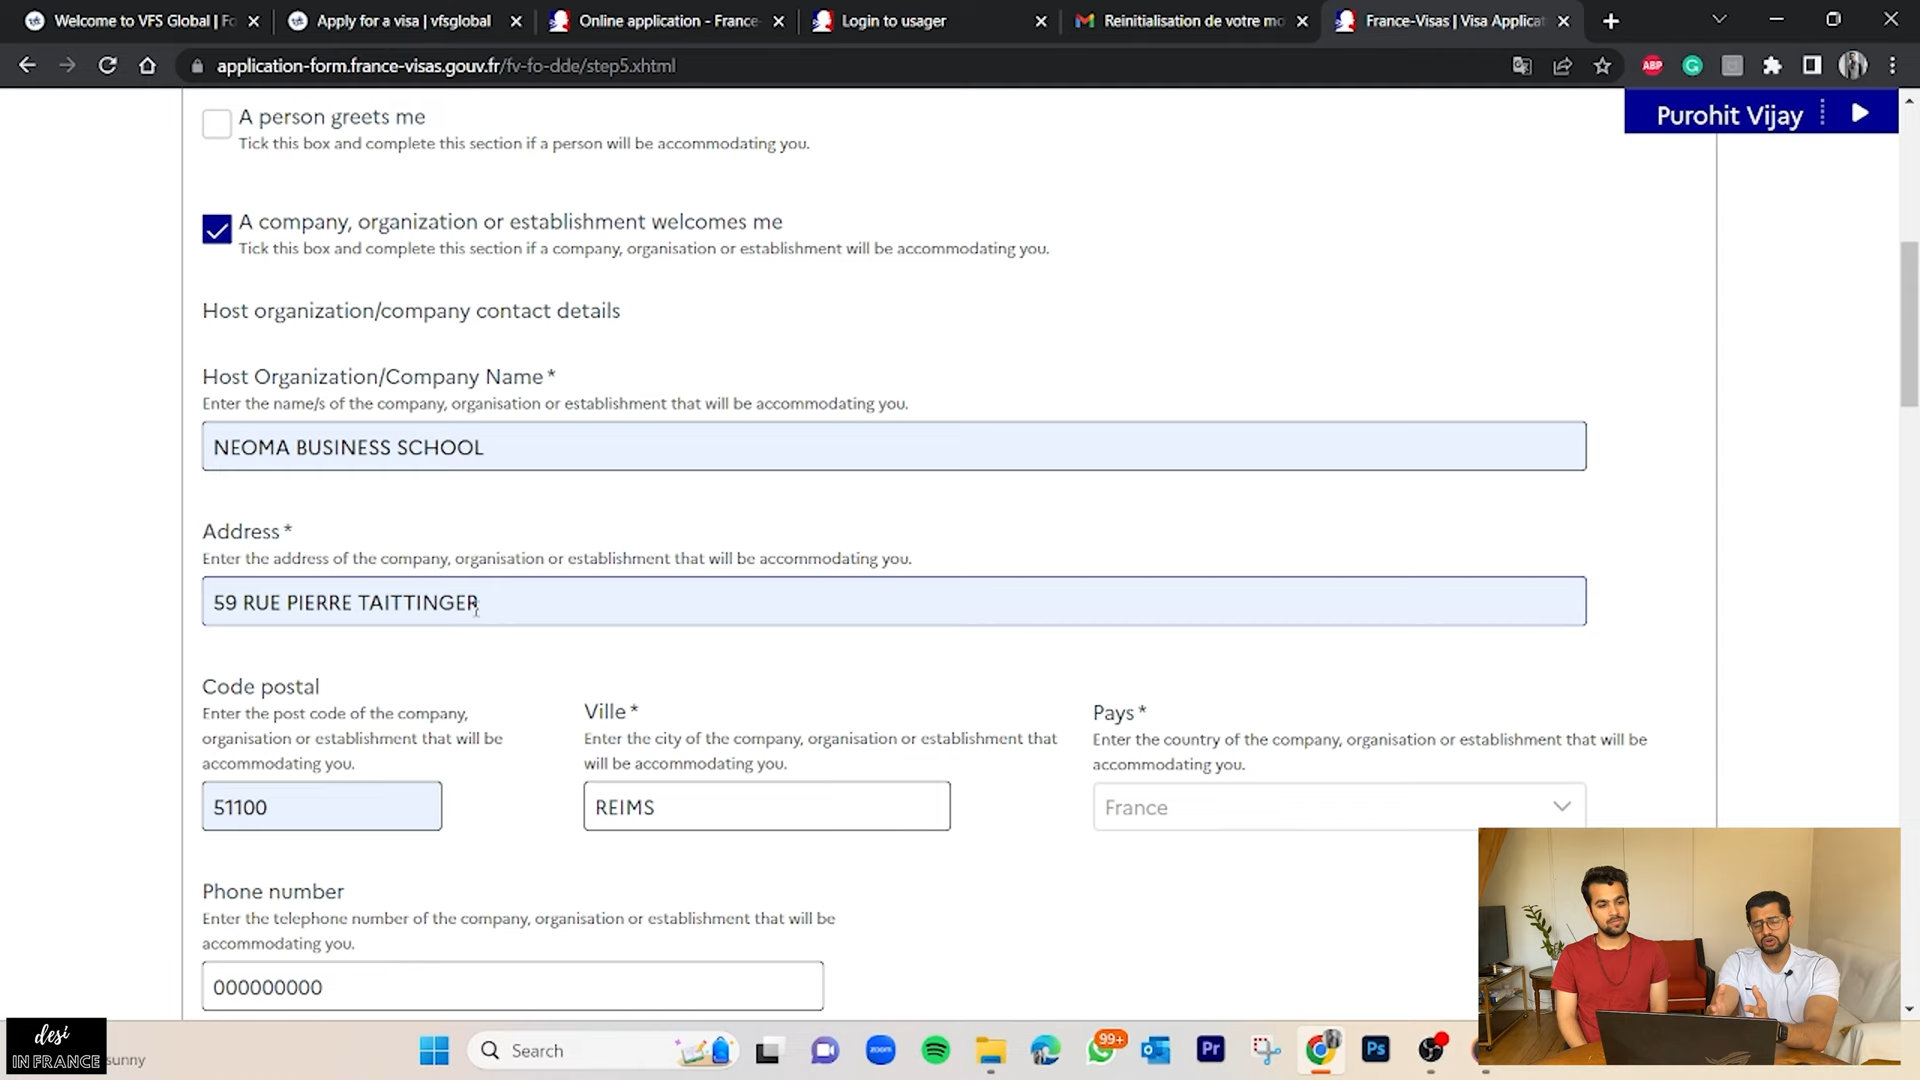 Welcome to VFS Global | Fo
Apply for a visa | vfsglobal
Online application - France-
Login to usager
Reinitialisation de votre mo
France-Visas | Visa Applicat
application-form.france-visas.gouv.fr/fv-fo-dde/step5.xhtml
ABP
Purohit Vijay
A person greets me
Tick this box and complete this section if a person will be accommodating you.
A company, organization or establishment welcomes me
Tick this box and complete this section if a company, organisation or establishment will be accommodating you.
Host organization/company contact details
Host Organization/Company Name *
Enter the name/s of the company, organisation or establishment that will be accommodating you.
NEOMA BUSINESS SCHOOL
Address *
Enter the address of the company, organisation or establishment that will be accommodating you.
59 RUE PIERRE TAITTINGER
Code postal
Enter the post code of the company,
organisation or establishment that will be
accommodating you.
51100
Ville *
Enter the city of the company, organisation or establishment that
will be accommodating you.
REIMS
Pays *
Enter the country of the company, organisation or establishment that will be
accommodating you.
France
Phone number
Enter the telephone number of the company, organisation or establishment that will be
accommodating you.
000000000
desi
IN FRANCE
sunny
Search
zoom
99+
Pr
Ps